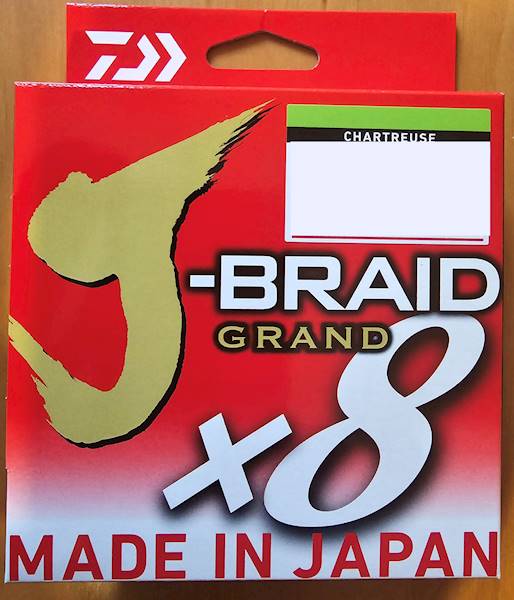 CHARTREUSE
J-BRAID
GRAND
x8
MADE IN JAPAN